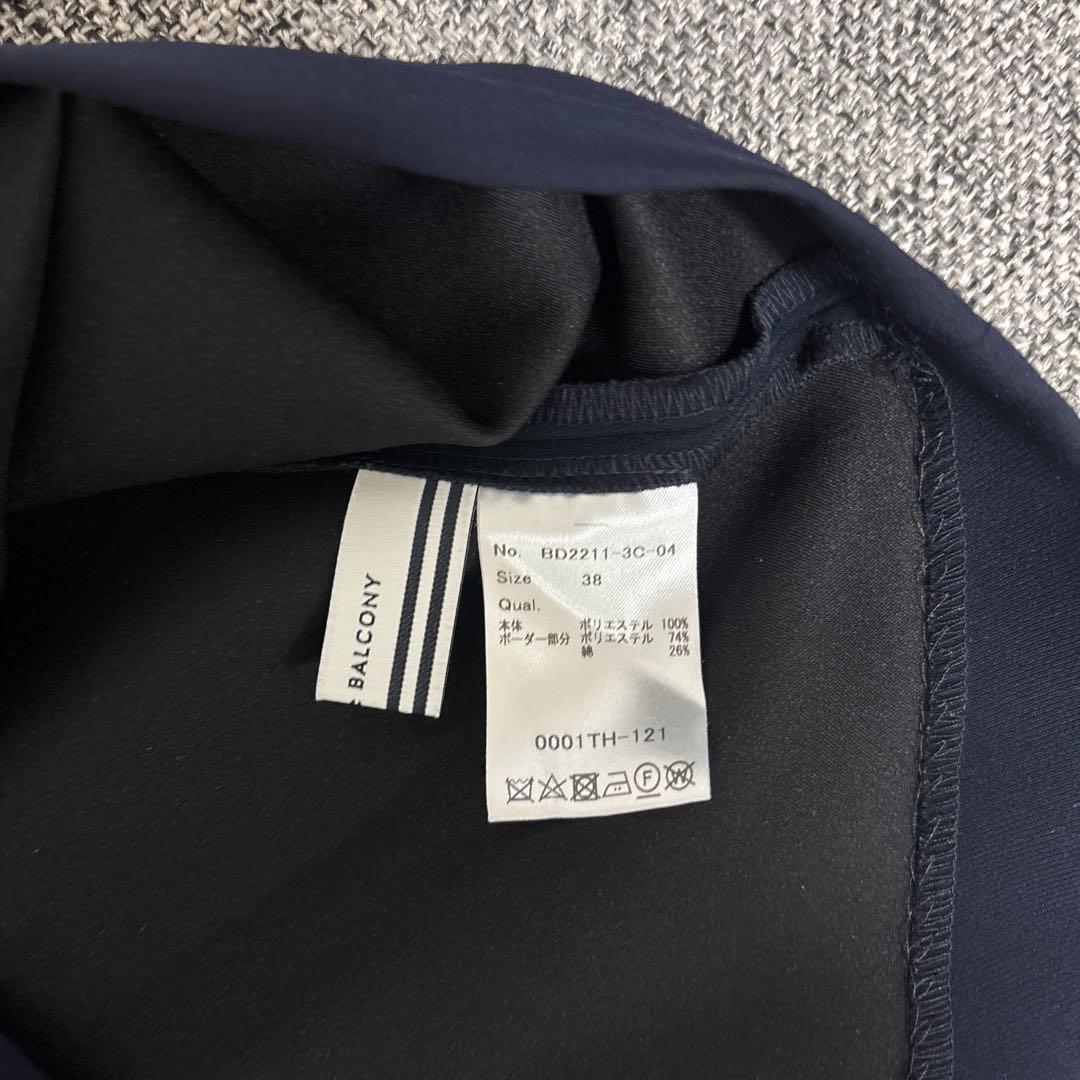 BALCONY
No. BD2211-3C-04
Size 38
Qual.
本体 ポリエステル 100%
ボーダー部分 ポリエステル 74%
綿 26%
0001TH-121
F W